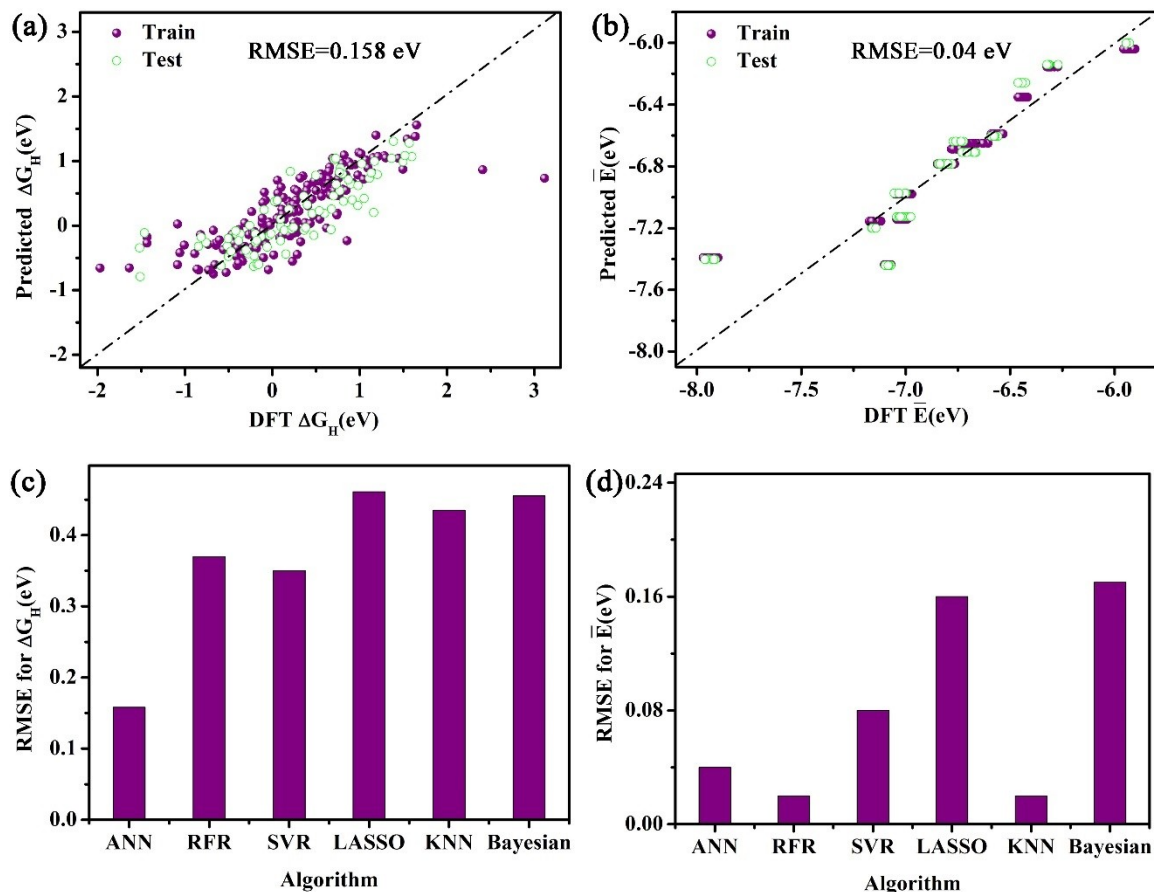 (a)
Train
Test
RMSE=0.158 eV
3
2
1
0
-1
-2
Predicted ΔG_H(eV)
-2 -1 0 1 2 3
DFT ΔG_H(eV)
(b)
Train
Test
RMSE=0.04 eV
-6.0
-6.4
-6.8
-7.2
-7.6
-8.0
Predicted Ē(eV)
-8.0 -7.5 -7.0 -6.5 -6.0
DFT Ē(eV)
(c)
0.4
0.3
0.2
0.1
0.0
RMSE for ΔG_H(eV)
ANN RFR SVR LASSO KNN Bayesian
Algorithm
(d)
0.24
0.16
0.08
0.00
RMSE for Ē(eV)
ANN RFR SVR LASSO KNN Bayesian
Algorithm